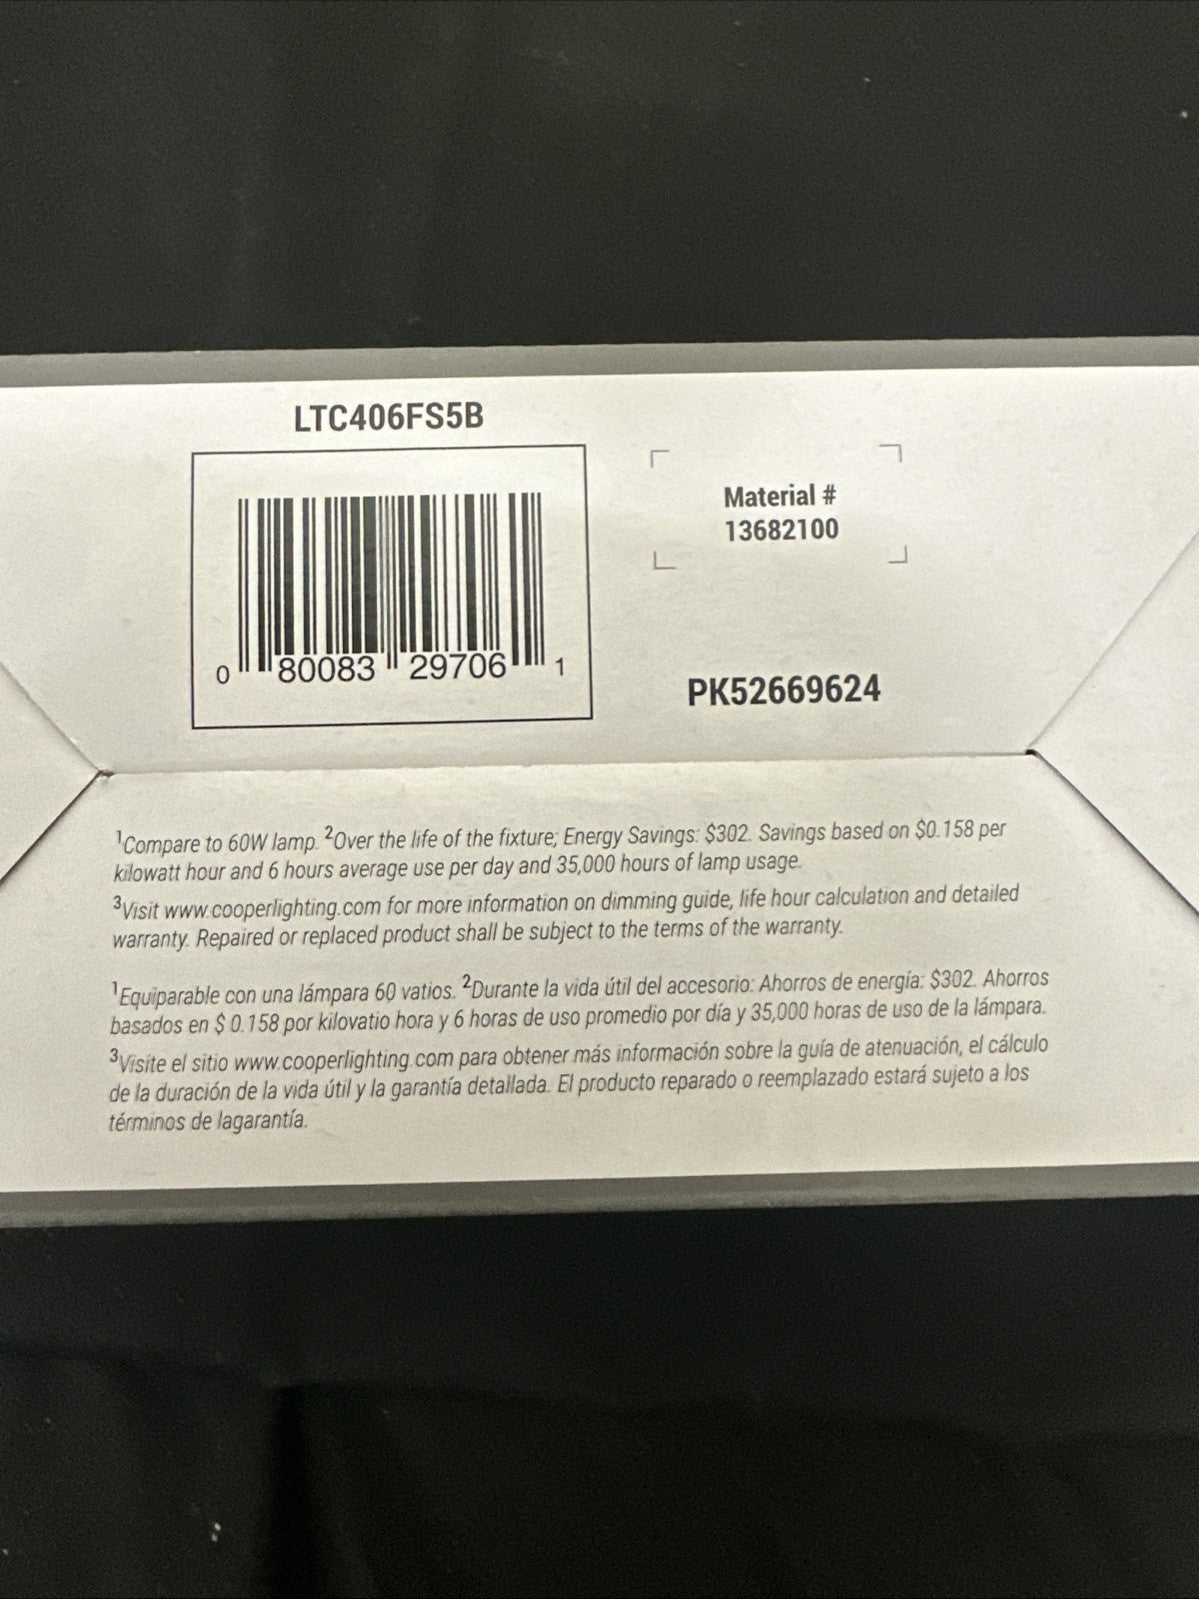 LTC406FS5B
Material #
13682100
0 80083 29706 1
PK52669624
¹Compare to 60W lamp. ²Over the life of the fixture; Energy Savings: $302. Savings based on $0.158 per
kilowatt hour and 6 hours average use per day and 35,000 hours of lamp usage.
³Visit www.cooperlighting.com for more information on dimming guide, life hour calculation and detailed
warranty. Repaired or replaced product shall be subject to the terms of the warranty.
¹Equiparable con una lámpara 60 vatios. ²Durante la vida útil del accesorio: Ahorros de energía: $302. Ahorros
basados en $ 0.158 por kilovatio hora y 6 horas de uso promedio por día y 35,000 horas de uso de la lámpara.
³Visite el sitio www.cooperlighting.com para obtener más información sobre la guía de atenuación, el cálculo
de la duración de la vida útil y la garantía detallada. El producto reparado o reemplazado estará sujeto a los
términos de lagarantía.